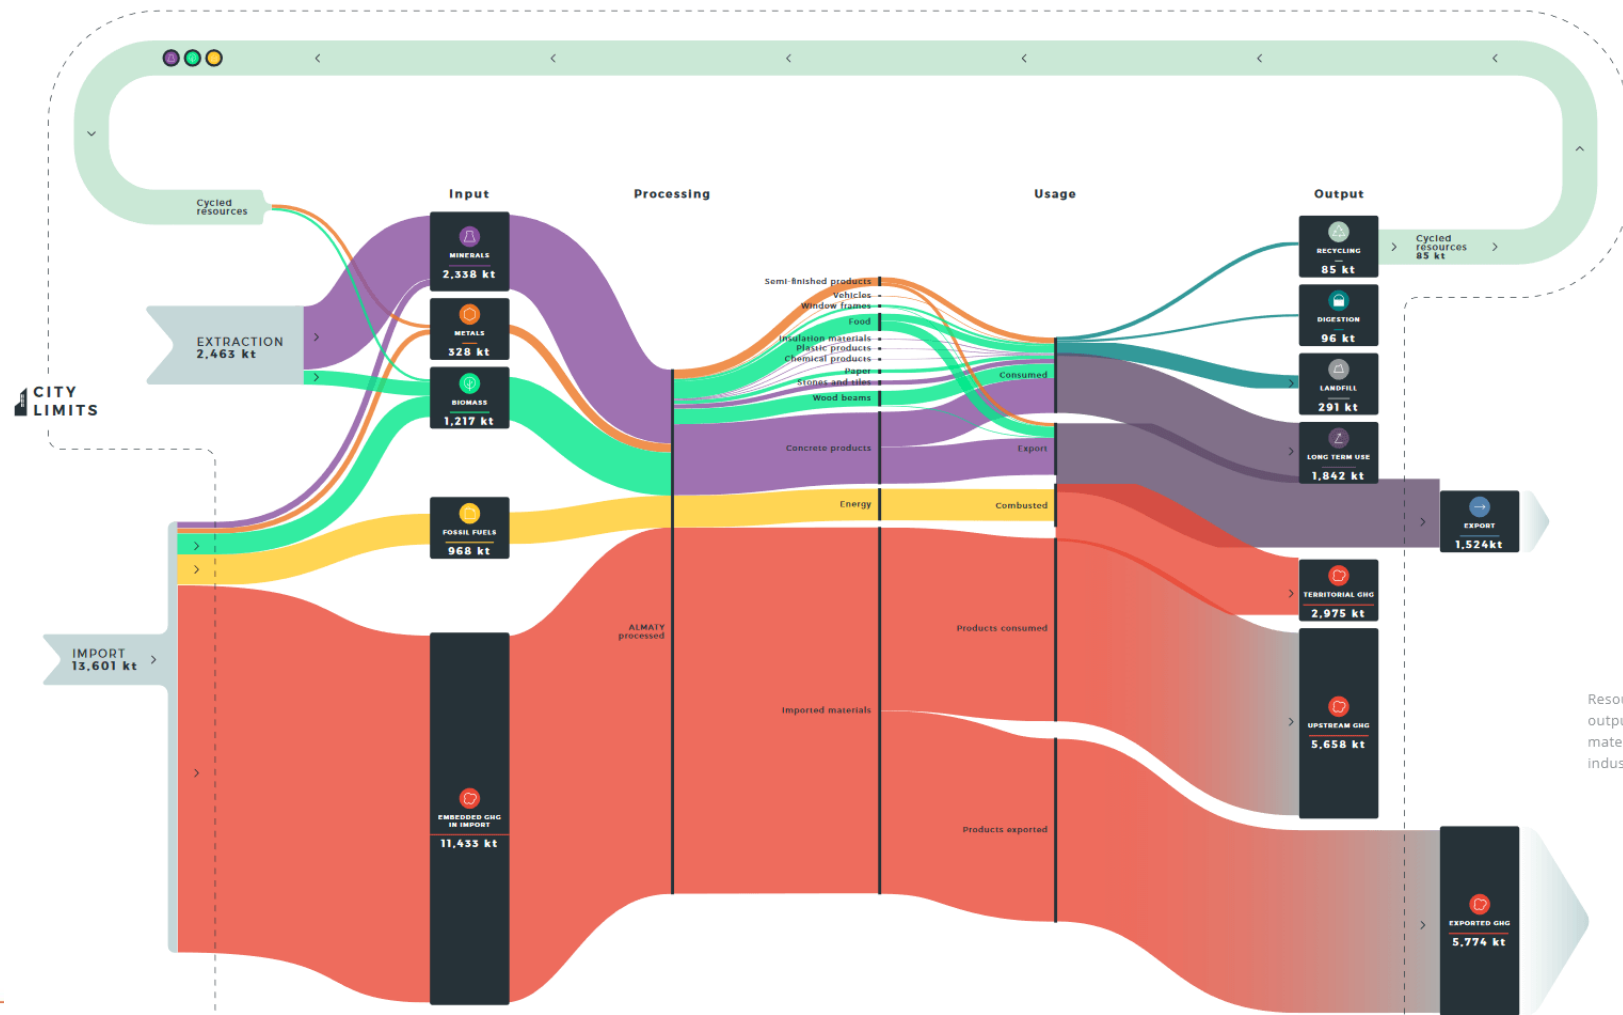 Input
Processing
Usage
Output
Cycled
resources
MINERALS
2,338 kt
EXTRACTION
2,463 kt
METALS
328 kt
BIOMASS
1,217 kt
CITY
LIMITS
FOSSIL FUELS
968 kt
IMPORT
13,601 kt
EMBEDDED GHG
IN IMPORT
11,433 kt
ALMATY
processed
Semi-finished products
Vehicles
Window frames
Food
Insulation materials
Plastic products
Chemical products
Paper
Stones and tiles
Wood beams
Concrete products
Energy
Imported materials
Consumed
Export
Combusted
Products consumed
Products exported
RECYCLING
85 kt
Cycled
resources
85 kt
DIGESTION
96 kt
LANDFILL
291 kt
LONG TERM USE
1,842 kt
EXPORT
1,524kt
TERRITORIAL GHG
2,975 kt
UPSTREAM GHG
5,658 kt
EXPORTED GHG
5,774 kt
Resou
outpu
mate
indus